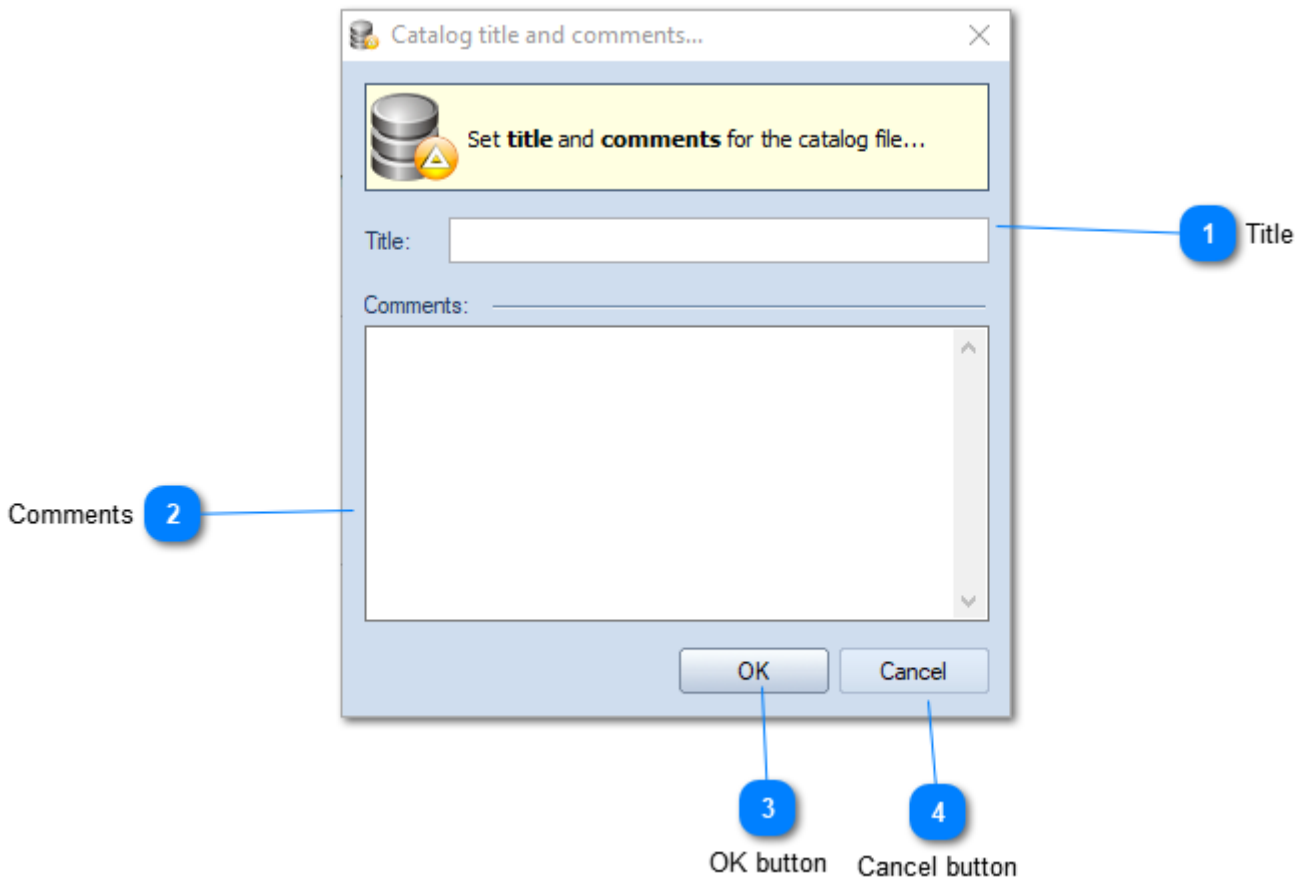 Catalog title and comments...
Set title and comments for the catalog file...
Title:
1 Title
Comments:
Comments 2
OK Cancel
3 4
OK button Cancel button